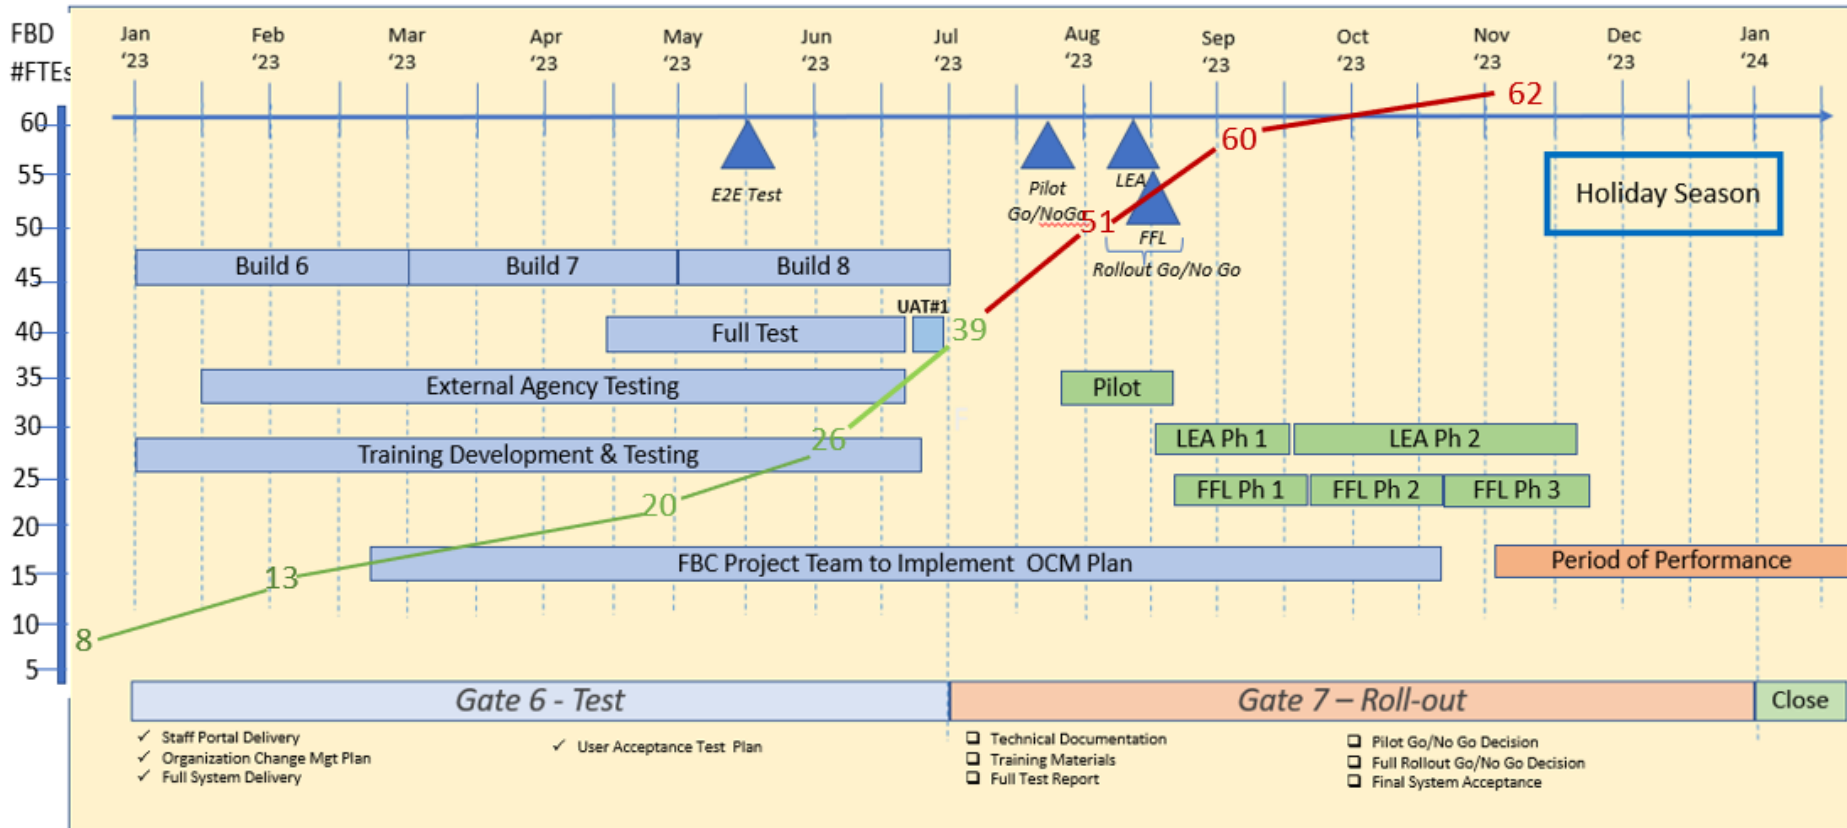 FBD
#FTEs
Jan
‘23
Feb
‘23
Mar
‘23
Apr
‘23
May
‘23
Jun
‘23
Jul
‘23
Aug
‘23
Sep
‘23
Oct
‘23
Nov
‘23
Dec
‘23
Jan
‘24
60
55
50
45
40
35
30
25
20
15
10
5
62
60
51
39
26
20
13
8
E2E Test
Pilot
Go/NoGo
LEA
FFL
Rollout Go/No Go
Holiday Season
Build 6
Build 7
Build 8
UAT#1
Full Test
External Agency Testing
Pilot
Training Development & Testing
LEA Ph 1
LEA Ph 2
FFL Ph 1
FFL Ph 2
FFL Ph 3
FBC Project Team to Implement OCM Plan
Period of Performance
F
Gate 6 - Test
Gate 7 – Roll-out
Close
✓ Staff Portal Delivery
✓ Organization Change Mgt Plan
✓ Full System Delivery
✓ User Acceptance Test Plan
❑ Technical Documentation
❑ Training Materials
❑ Full Test Report
❑ Pilot Go/No Go Decision
❑ Full Rollout Go/No Go Decision
❑ Final System Acceptance